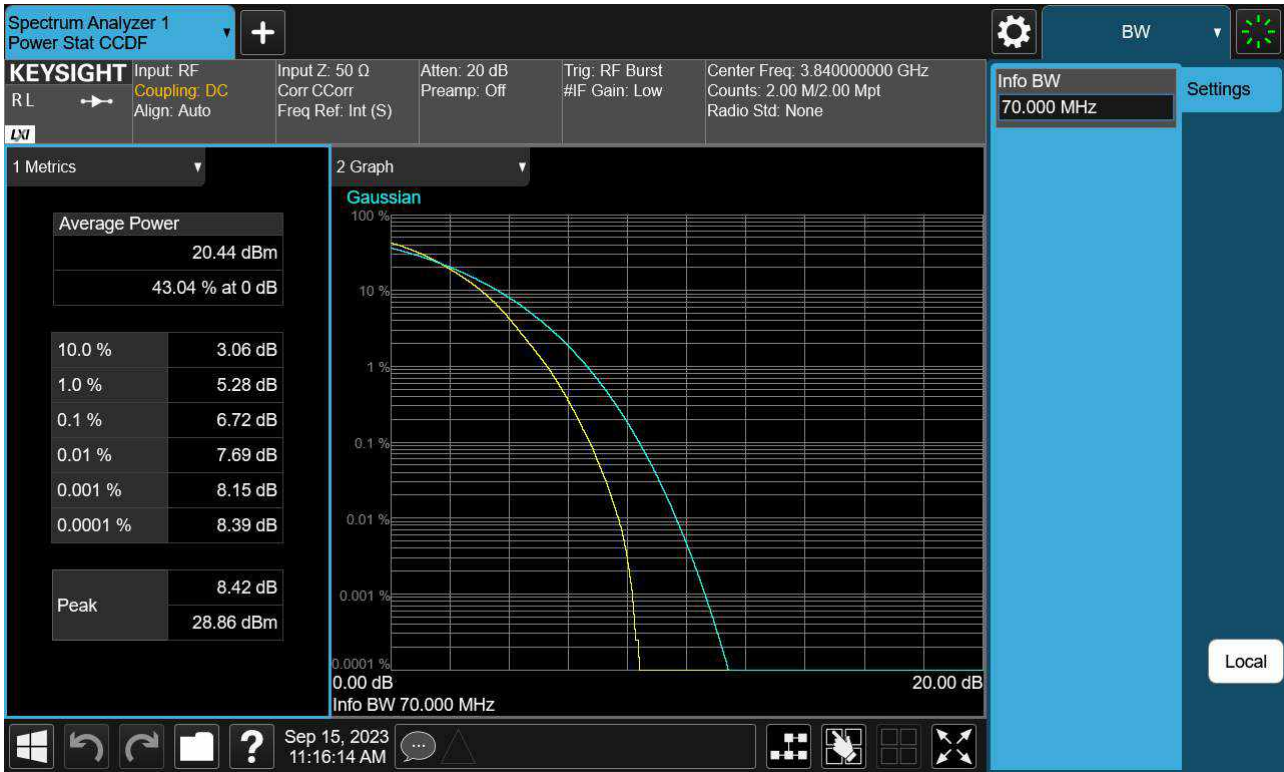 Spectrum Analyzer 1
Power Stat CCDF
BW
KEYSIGHT
RL
LXI
Input: RF
Coupling: DC
Align: Auto
Input Z: 50 Ω
Corr CCorr
Freq Ref: Int (S)
Atten: 20 dB
Preamp: Off
Trig: RF Burst
#IF Gain: Low
Center Freq: 3.840000000 GHz
Counts: 2.00 M/2.00 Mpt
Radio Std: None
Info BW
70.000 MHz
Settings
1 Metrics
Average Power
20.44 dBm
43.04 % at 0 dB
10.0 % 3.06 dB
1.0 % 5.28 dB
0.1 % 6.72 dB
0.01 % 7.69 dB
0.001 % 8.15 dB
0.0001 % 8.39 dB
Peak
8.42 dB
28.86 dBm
2 Graph
Gaussian
100 %
10 %
1 %
0.1 %
0.01 %
0.001 %
0.0001 %
0.00 dB 20.00 dB
Info BW 70.000 MHz
Local
?
Sep 15, 2023
11:16:14 AM